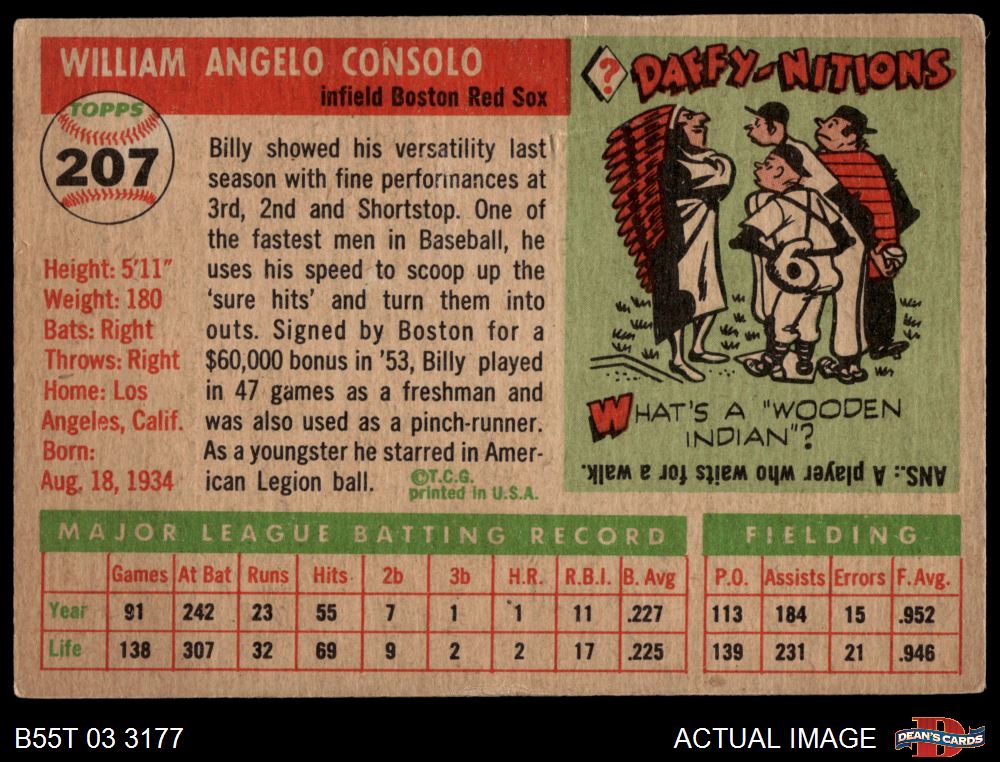 WILLIAM ANGELO CONSOLO
infield Boston Red Sox
TOPPS
207
Height: 5'11"
Weight: 180
Bats: Right
Throws: Right
Home: Los
Angeles, Calif.
Born:
Aug. 18, 1934
Billy showed his versatility last
season with fine performances at
3rd, 2nd and Shortstop. One of
the fastest men in Baseball, he
uses his speed to scoop up the
'sure hits' and turn them into
outs. Signed by Boston for a
$60,000 bonus in '53, Billy played
in 47 games as a freshman and
was also used as a pinch-runner.
As a youngster he starred in Amer-
ican Legion ball.
©T.C.G.
printed in U.S.A.
? DAFFY-NITIONS
6
WHAT'S A "WOODEN
INDIAN"?
ANS.: A player who waits for a walk.
MAJOR LEAGUE BATTING RECORD FIELDING
Games At Bat Runs Hits 2b 3b H.R. R.B.I. B. Avg P.O. Assists Errors F. Avg.
Year 91 242 23 55 7 1 1 11 .227 113 184 15 .952
Life 138 307 32 69 9 2 2 17 .225 139 231 21 .946
B55T 03 3177
ACTUAL IMAGE
DEAN'S CARDS